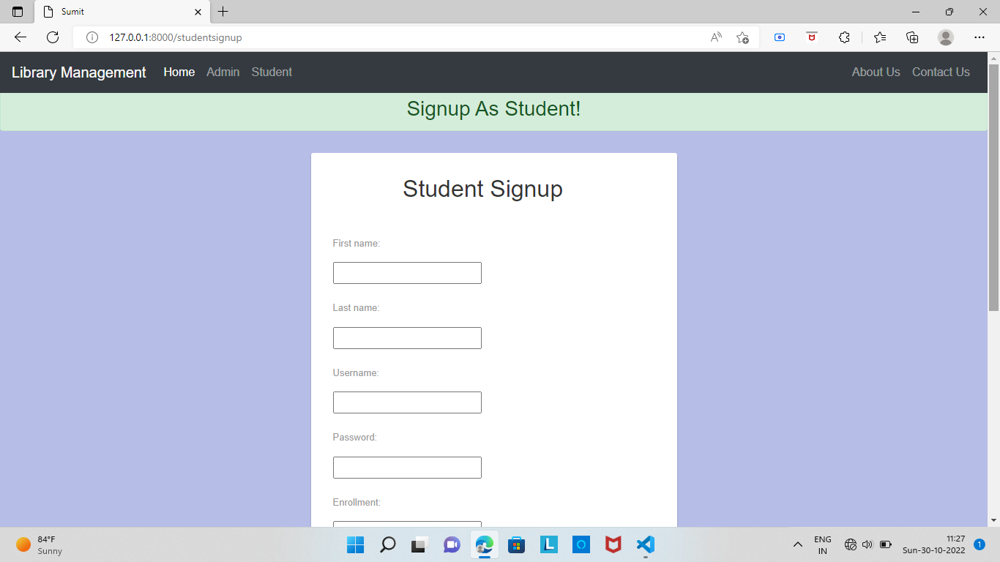 Sumit
127.0.0.1:8000/studentsignup
Library Management Home Admin Student About Us Contact Us
Signup As Student!
Student Signup
First name:
Last name:
Username:
Password:
Enrollment:
84°F
Sunny
L
ENG
IN
11:27
Sun-30-10-2022
1